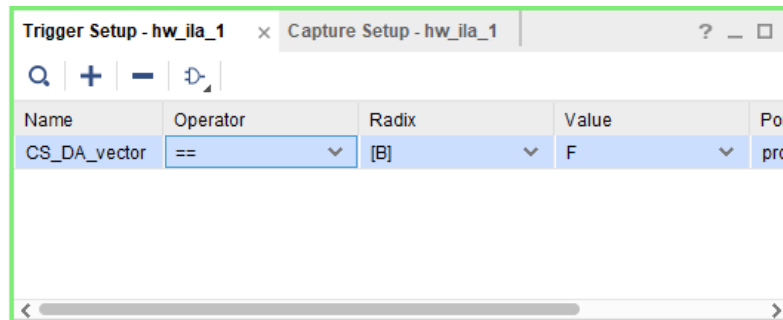 Trigger Setup - hw_ila_1 Capture Setup - hw_ila_1 ?
Name Operator Radix Value Po
CS_DA_vector == [B] F pro